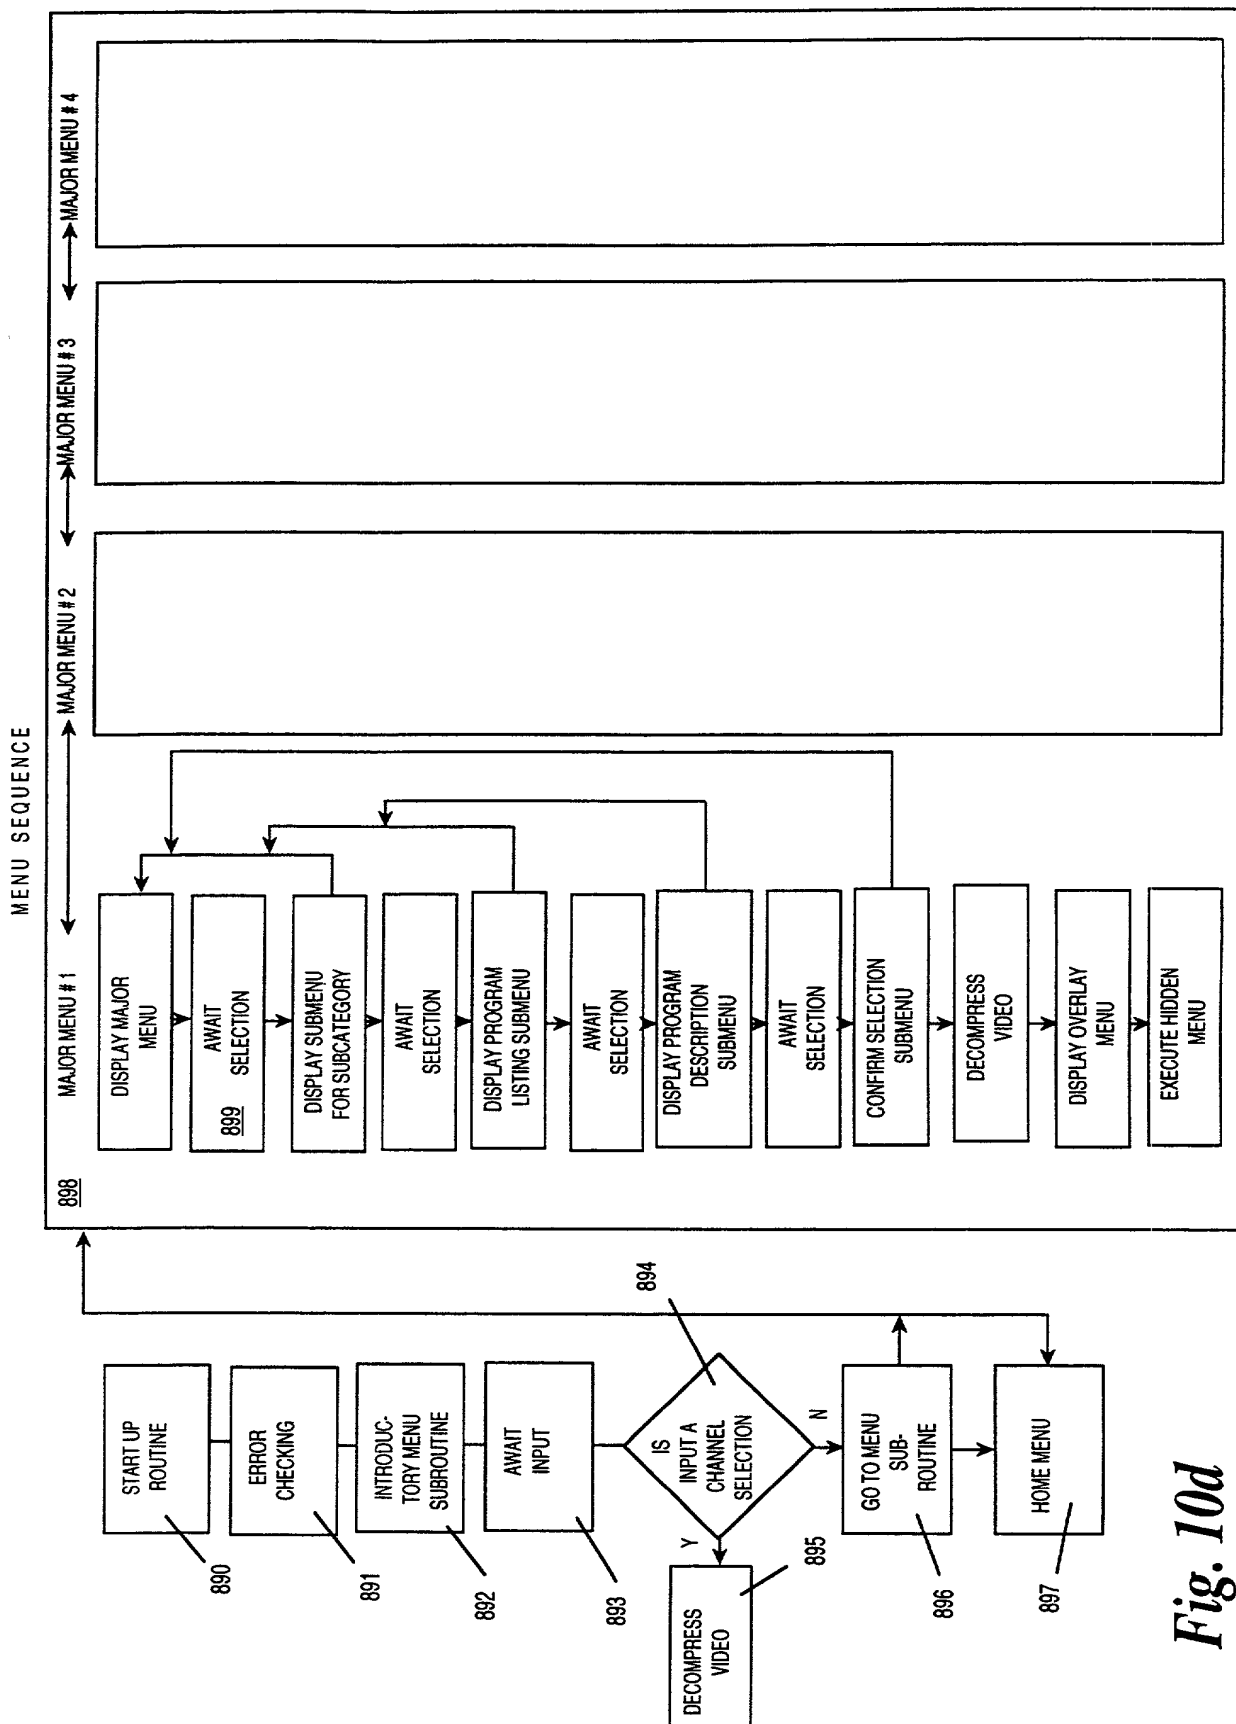 MENU SEQUENCE
START UP
ROUTINE
890
ERROR
CHECKING
891
INTRODUC-
TORY MENU
SUBROUTINE
892
AWAIT
INPUT
893
IS
INPUT A
CHANNEL
SELECTION
894
Y
N
DECOMPRESS
VIDEO
895
GO TO MENU
SUB-
ROUTINE
896
HOME MENU
897
898
MAJOR MENU # 1
DISPLAY MAJOR
MENU
AWAIT
SELECTION
899
DISPLAY SUBMENU
FOR SUBCATEGORY
AWAIT
SELECTION
DISPLAY PROGRAM
LISTING SUBMENU
AWAIT
SELECTION
DISPLAY PROGRAM
DESCRIPTION
SUBMENU
AWAIT
SELECTION
CONFIRM SELECTION
SUBMENU
DECOMPRESS
VIDEO
DISPLAY OVERLAY
MENU
EXECUTE HIDDEN
MENU
MAJOR MENU # 2
MAJOR MENU # 3
MAJOR MENU # 4
Fig. 10d